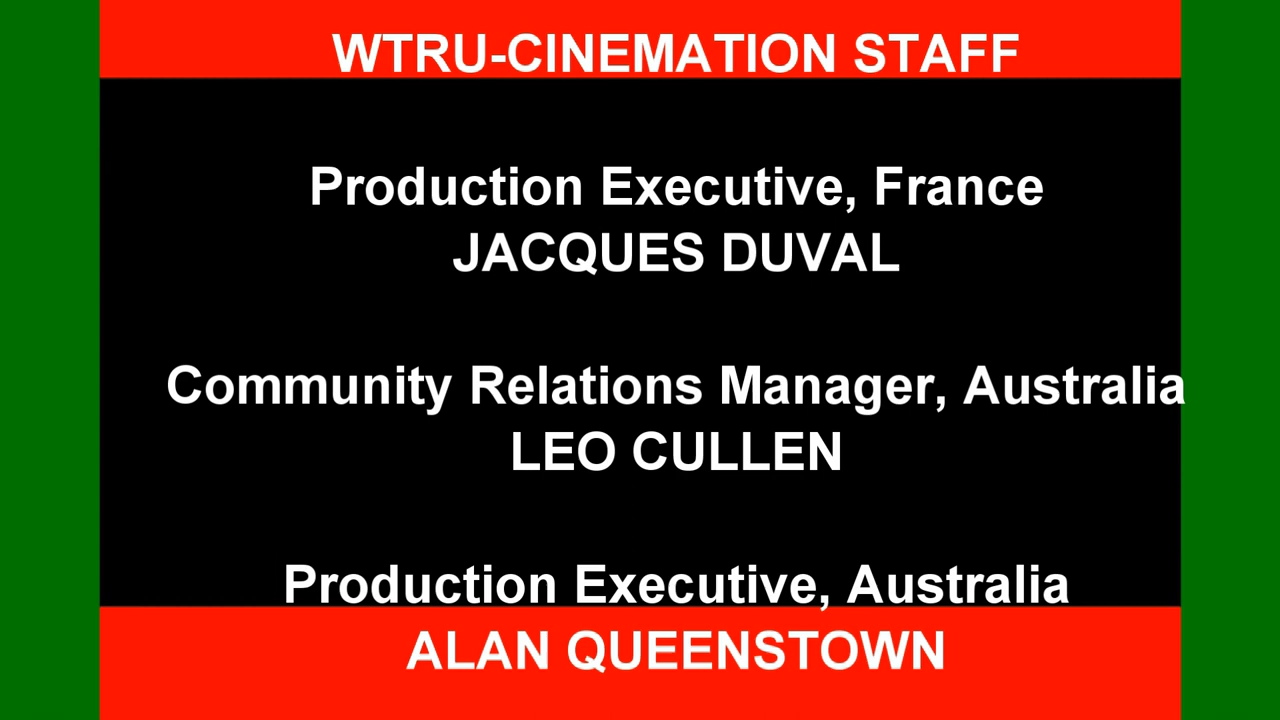 WTRU-CINEMATION STAFF
Production Executive, France
JACQUES DUVAL
Community Relations Manager, Australia
LEO CULLEN
Production Executive, Australia
ALAN QUEENSTOWN